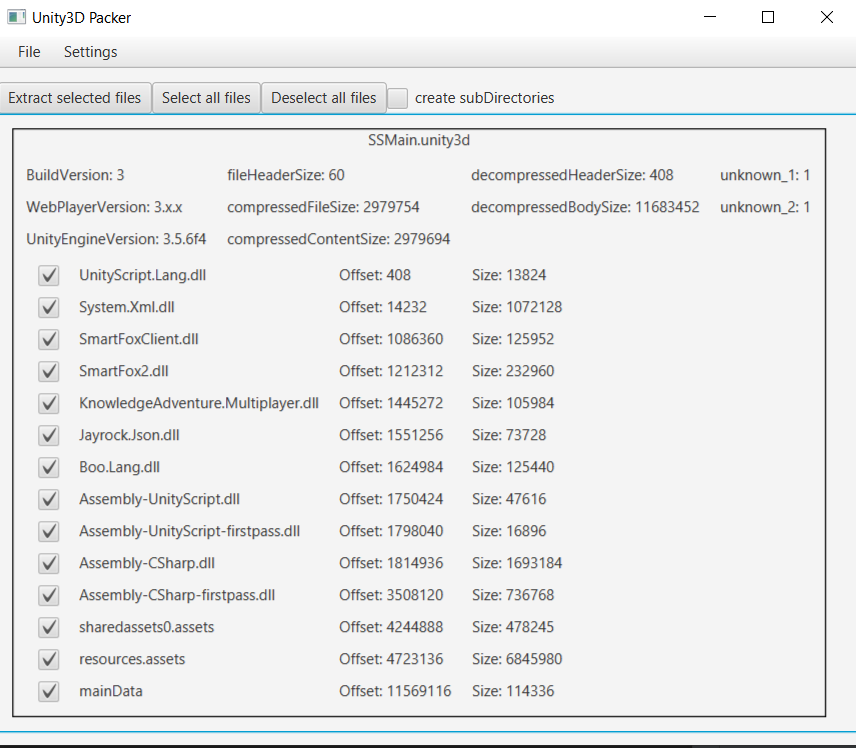 Unity3D Packer
File Settings
Extract selected files Select all files Deselect all files create subDirectories
SSMain.unity3d
BuildVersion: 3 fileHeaderSize: 60 decompressedHeaderSize: 408 unknown_1: 1
WebPlayerVersion: 3.x.x compressedFileSize: 2979754 decompressedBodySize: 11683452 unknown_2: 1
UnityEngineVersion: 3.5.6f4 compressedContentSize: 2979694
UnityScript.Lang.dll Offset: 408 Size: 13824
System.Xml.dll Offset: 14232 Size: 1072128
SmartFoxClient.dll Offset: 1086360 Size: 125952
SmartFox2.dll Offset: 1212312 Size: 232960
KnowledgeAdventure.Multiplayer.dll Offset: 1445272 Size: 105984
Jayrock.Json.dll Offset: 1551256 Size: 73728
Boo.Lang.dll Offset: 1624984 Size: 125440
Assembly-UnityScript.dll Offset: 1750424 Size: 47616
Assembly-UnityScript-firstpass.dll Offset: 1798040 Size: 16896
Assembly-CSharp.dll Offset: 1814936 Size: 1693184
Assembly-CSharp-firstpass.dll Offset: 3508120 Size: 736768
sharedassets0.assets Offset: 4244888 Size: 478245
resources.assets Offset: 4723136 Size: 6845980
mainData Offset: 11569116 Size: 114336